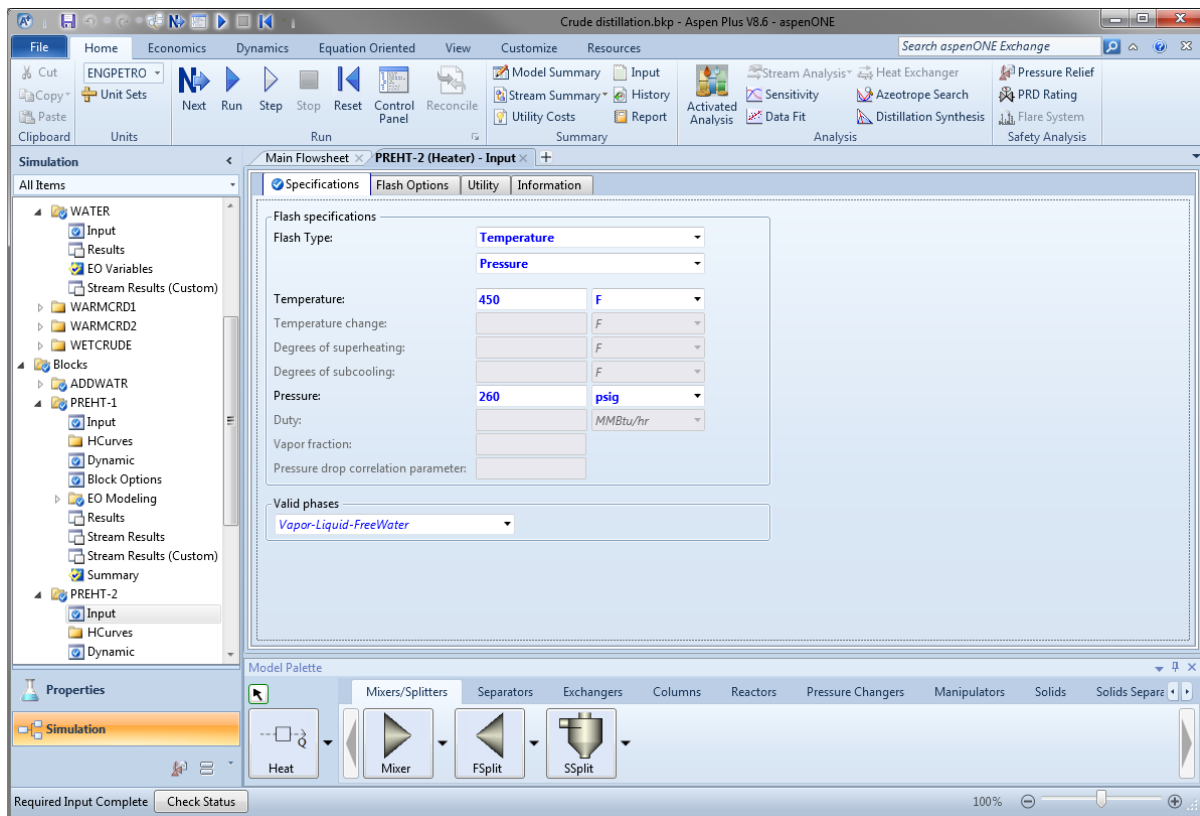 Crude distillation.bkp - Aspen Plus V8.6 - aspenONE
File Home Economics Dynamics Equation Oriented View Customize Resources Search aspenONE Exchange
Cut ENGPETRO Model Summary Input Stream Analysis Heat Exchanger Pressure Relief
Copy Unit Sets Stream Summary History Sensitivity Azeotrope Search PRD Rating
Paste Next Run Step Stop Reset Control Panel Reconcile Utility Costs Report Activated Analysis Data Fit Distillation Synthesis Flare System
Clipboard Units Run Summary Analysis Safety Analysis
Simulation < Main Flowsheet PREHT-2 (Heater) - Input +
All Items
Specifications Flash Options Utility Information
WATER
Input
Results
EO Variables
Stream Results (Custom)
WARMCRD1
WARMCRD2
WETCRUDE
Blocks
ADDWATR
PREHT-1
Input
HCurves
Dynamic
Block Options
EO Modeling
Results
Stream Results
Stream Results (Custom)
Summary
PREHT-2
Input
HCurves
Dynamic
Properties
Simulation
Flash specifications
Flash Type: Temperature
Pressure
Temperature: 450 F
Temperature change: F
Degrees of superheating: F
Degrees of subcooling: F
Pressure: 260 psig
Duty: MMBtu/hr
Vapor fraction:
Pressure drop correlation parameter:
Valid phases
Vapor-Liquid-FreeWater
Model Palette
Mixers/Splitters Separators Exchangers Columns Reactors Pressure Changers Manipulators Solids Solids Separa
Q
Heat Mixer FSplit SSplit
Required Input Complete Check Status 100%